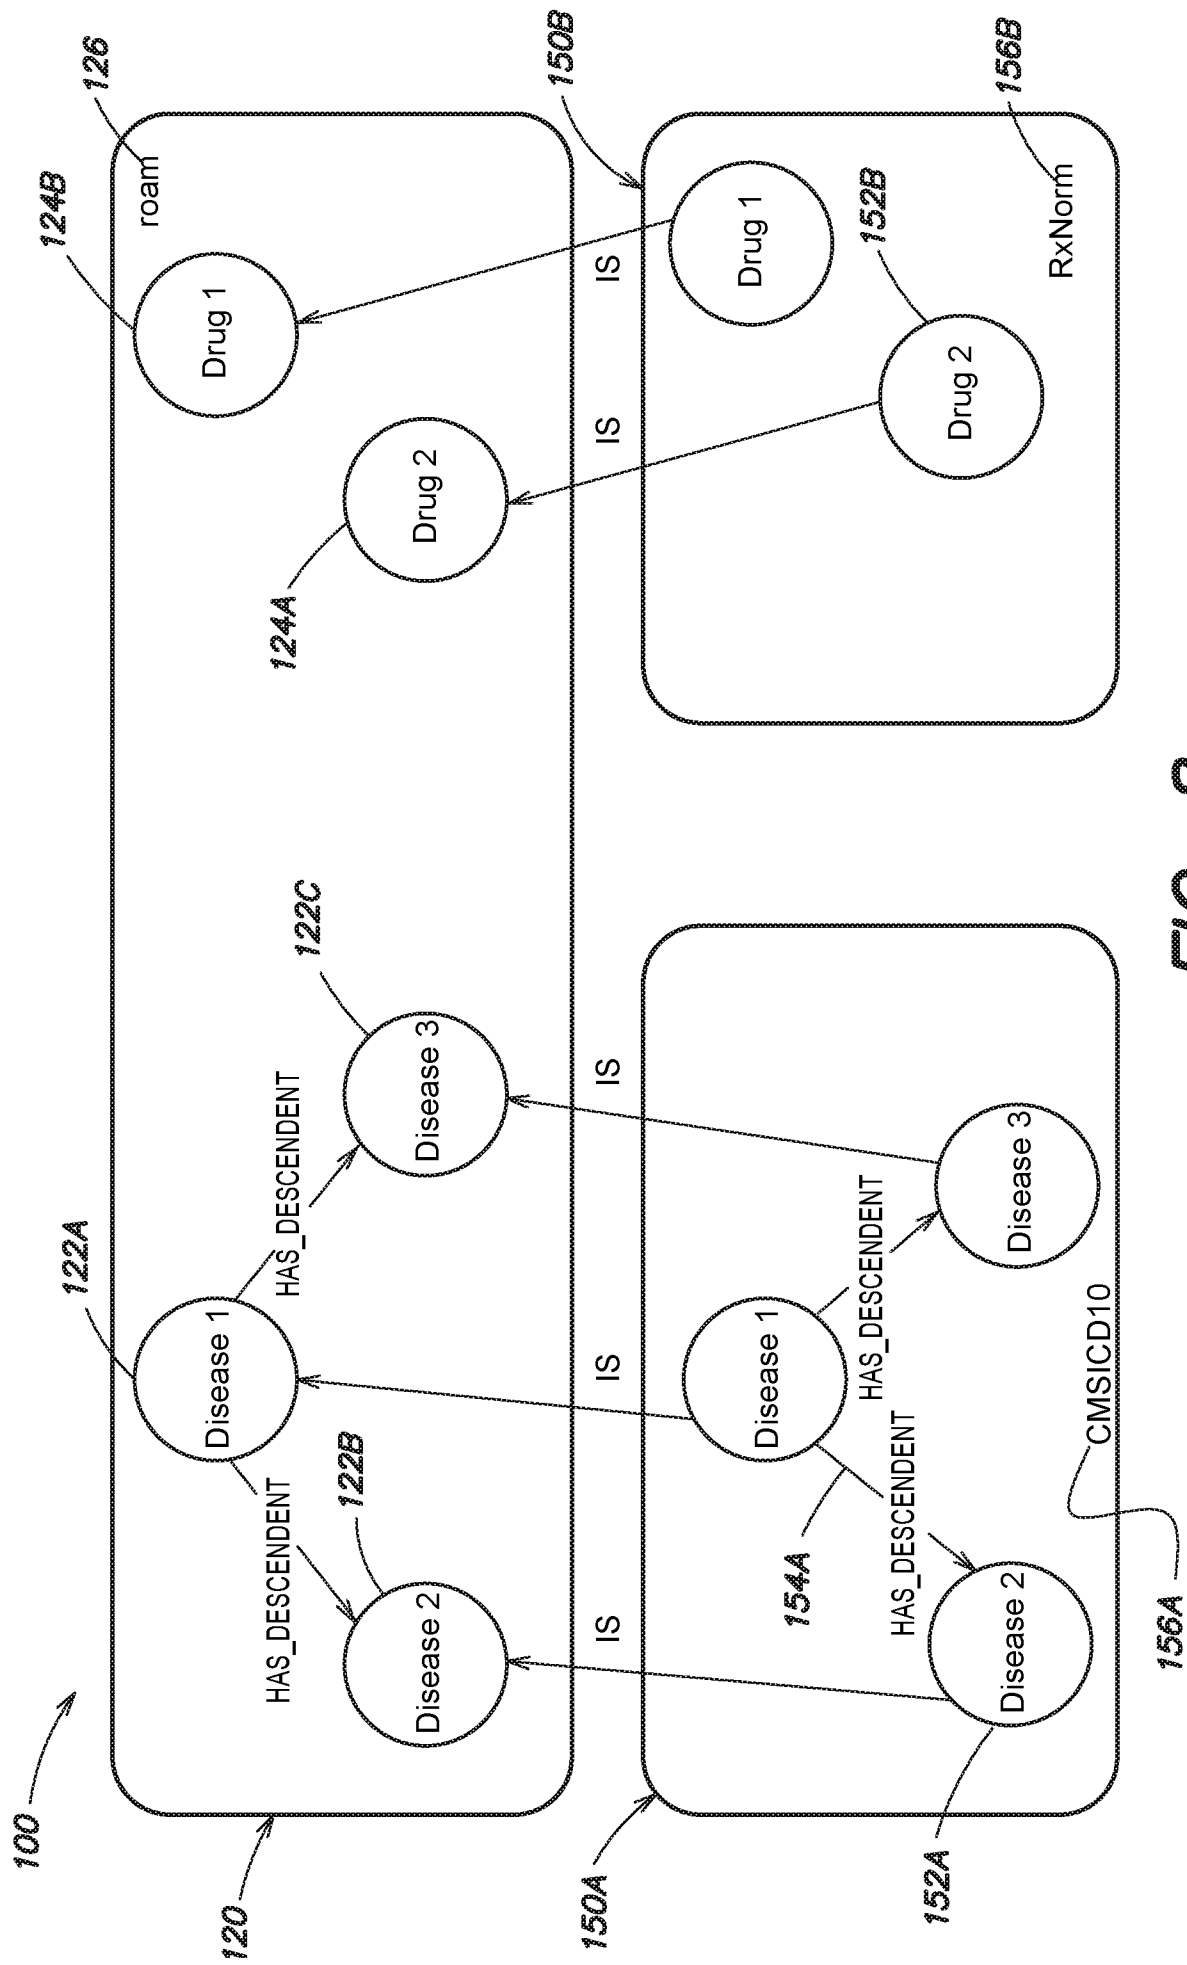 100
124B
122A
126
roam
120
Disease 1
Drug 1
HAS_DESCENDENT
HAS_DESCENDENT
122B
122C
124A
Disease 2
Disease 3
Drug 2
150A
150B
IS
IS
IS
IS
IS
Disease 1
Drug 1
154A
HAS_DESCENDENT
HAS_DESCENDENT
152B
152A
Disease 2
Disease 3
Drug 2
156B
RxNorm
CMSICD10
156A